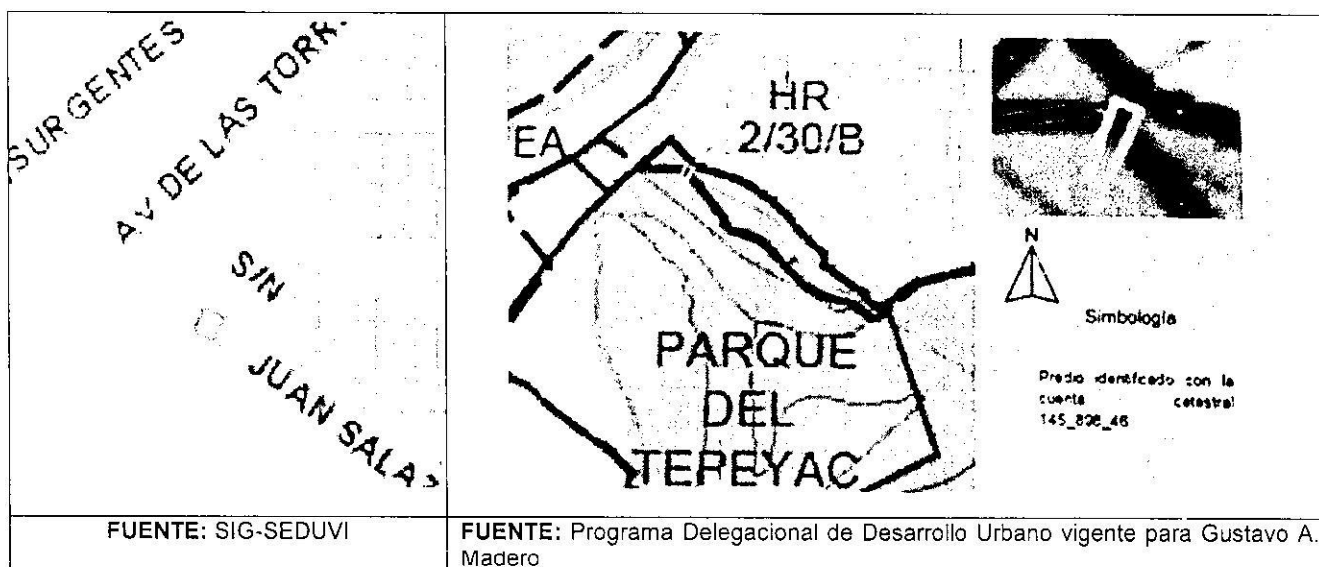 SURGENTES
AV DE LAS TORR
S/N
JUAN SALA
FUENTE: SIG-SEDUVI
HR
2/30/B
EA
PARQUE
DEL
TEPEYAC
N
Simbología
Predio identificado con la
cuenta catastral
FUENTE: Programa Delegacional de Desarrollo Urbano vigente para Gustavo A.
Madero